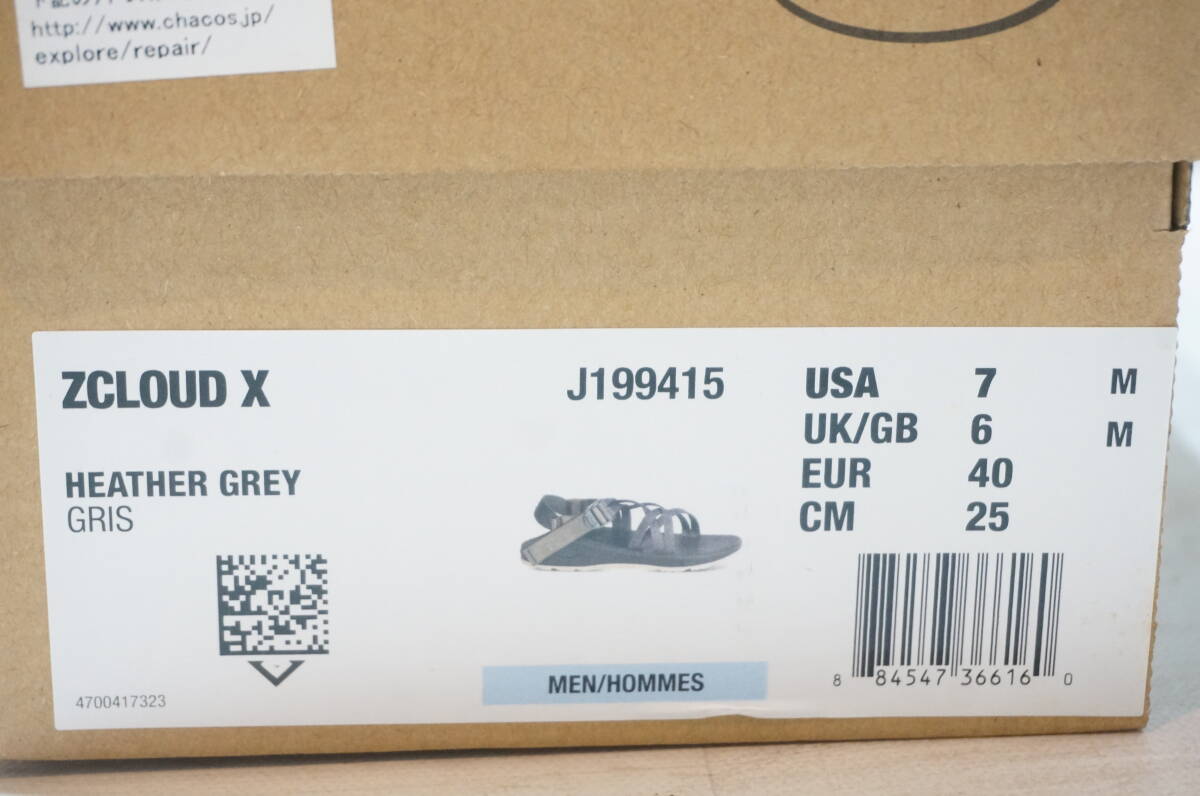 http://www.chacos.jp/
explore/repair/
ZCLOUD X
J199415
USA 7 M
UK/GB 6 M
EUR 40
CM 25
HEATHER GREY
GRIS
4700417323
MEN/HOMMES
8 84547 36616 0